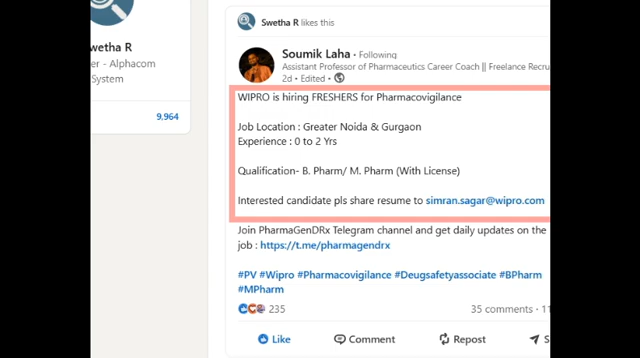 Swetha R likes this
Swetha R
er - Alphacom
System
9,964
Soumik Laha • Following
Assistant Professor of Pharmaceutics Career Coach || Freelance Recru
2d • Edited •
WIPRO is hiring FRESHERS for Pharmacovigilance
Job Location : Greater Noida & Gurgaon
Experience : 0 to 2 Yrs
Qualification- B. Pharm/ M. Pharm (With License)
Interested candidate pls share resume to simran.sagar@wipro.com
Join PharmaGenDRx Telegram channel and get daily updates on the
job : https://t.me/pharmagendrx
#PV #Wipro #Pharmacovigilance #Deugsafetyassociate #BPharm
#MPharm
235
35 comments • 11
Like
Comment
Repost
S